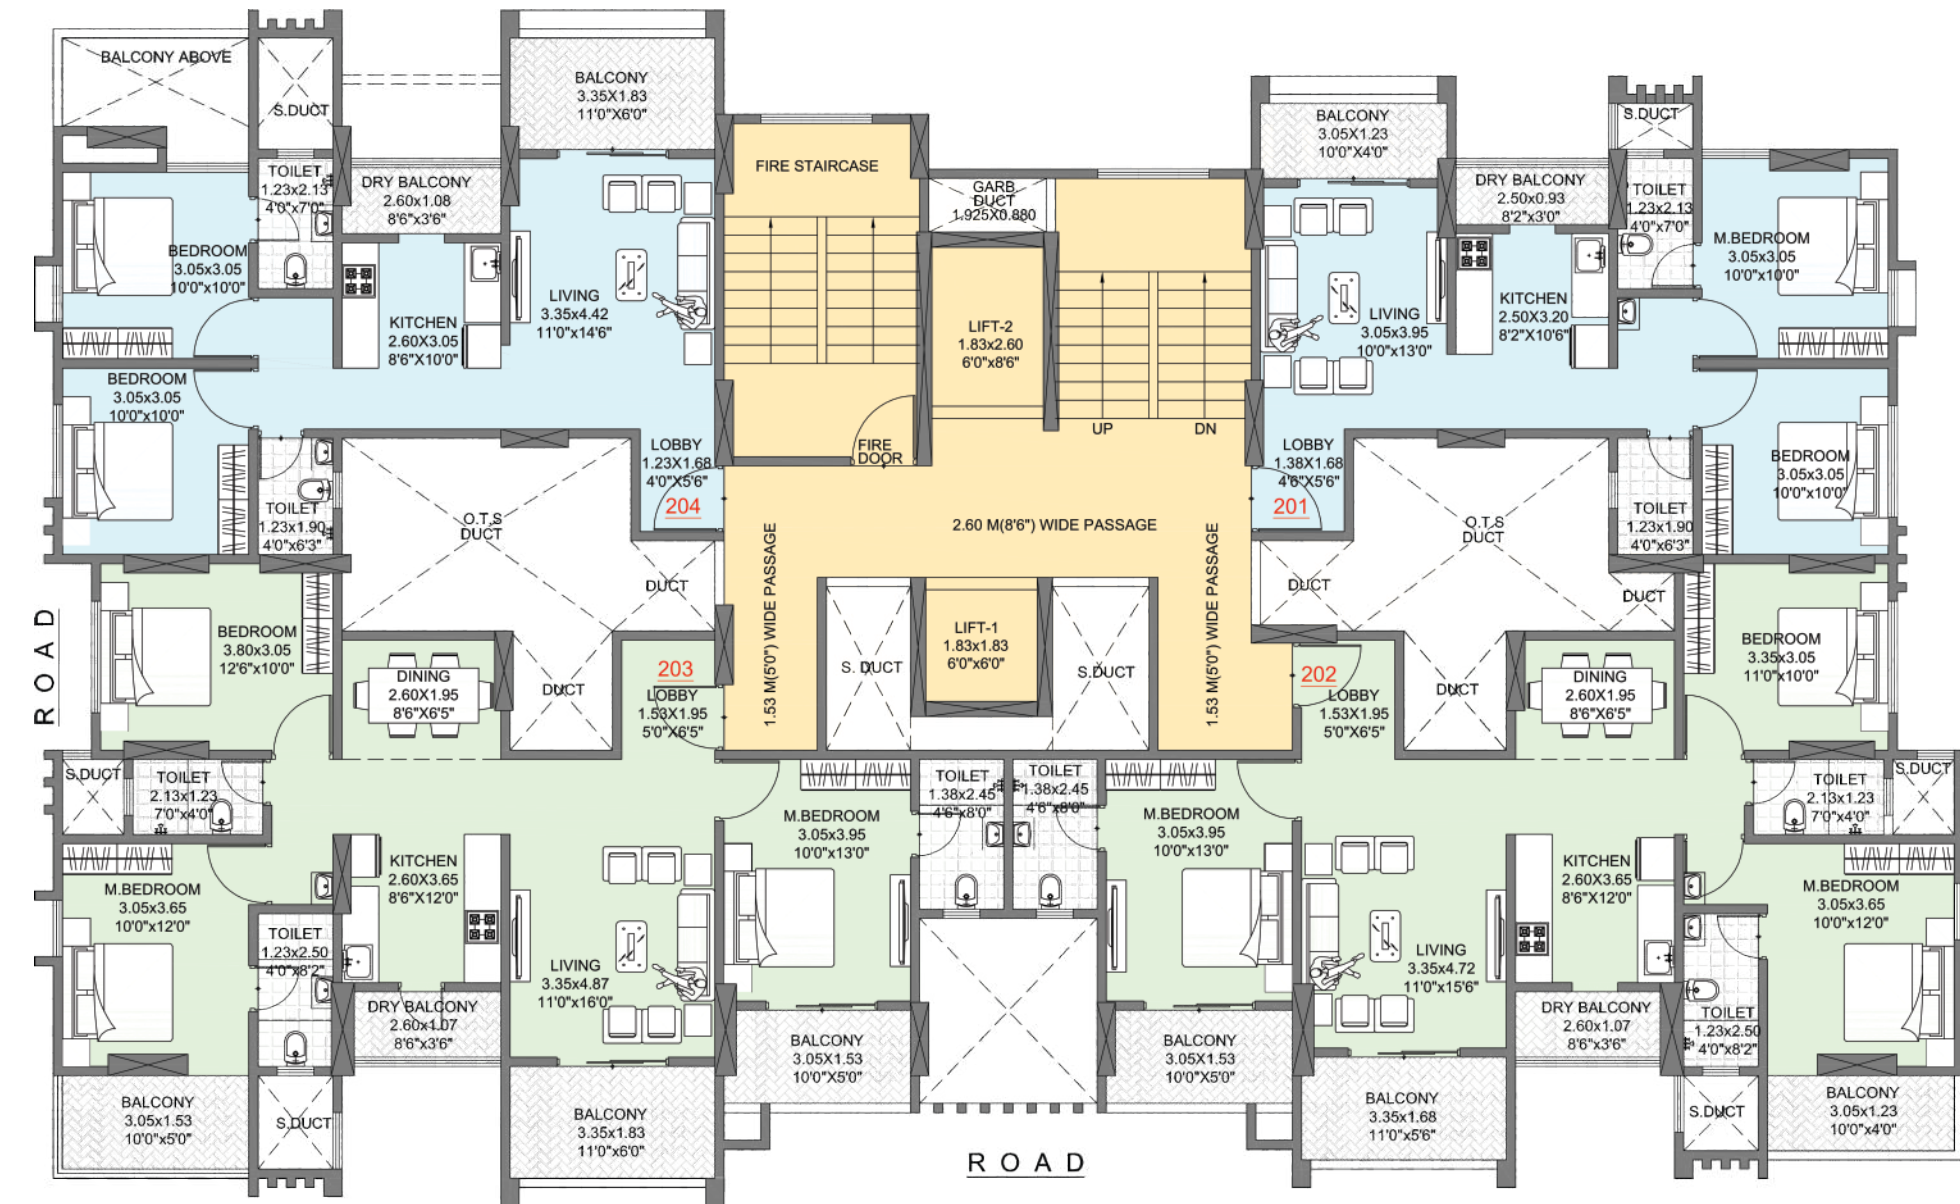 BALCONY ABOVE
S.DUCT
BALCONY
3.35X1.83
11'0"X6'0"
TOILET
1.23x2.13
4'0"x7'0"
DRY BALCONY
2.60x1.08
8'6"x3'6"
BEDROOM
3.05x3.05
10'0"x10'0"
KITCHEN
2.60X3.05
8'6"X10'0"
LIVING
3.35x4.42
11'0"x14'6"
BEDROOM
3.05x3.05
10'0"x10'0"
TOILET
1.23x1.90
4'0"x6'3"
O.T.S
DUCT
DUCT
LOBBY
1.23X1.68
4'0"X5'6"
204
FIRE STAIRCASE
FIRE
DOOR
GARB.
DUCT
1.925X0.880
LIFT-2
1.83x2.60
6'0"x8'6"
UP
DN
2.60 M(8'6") WIDE PASSAGE
1.53 M(5'0") WIDE PASSAGE
1.53 M(5'0") WIDE PASSAGE
S. DUCT
LIFT-1
1.83x1.83
6'0"x6'0"
S.DUCT
BALCONY
3.05X1.23
10'0"X4'0"
S.DUCT
DRY BALCONY
2.50x0.93
8'2"x3'0"
TOILET
1.23x2.13
4'0"x7'0"
M.BEDROOM
3.05x3.05
10'0"x10'0"
LIVING
3.05x3.95
10'0"x13'0"
KITCHEN
2.50X3.20
8'2"X10'6"
LOBBY
1.38X1.68
4'6"X5'6"
201
O.T.S
DUCT
DUCT
DUCT
TOILET
1.23x1.90
4'0"x6'3"
BEDROOM
3.05x3.05
10'0"x10'0"
ROAD
BEDROOM
3.80x3.05
12'6"x10'0"
DINING
2.60X1.95
8'6"X6'5"
DUCT
203
LOBBY
1.53X1.95
5'0"X6'5"
S.DUCT
TOILET
2.13x1.23
7'0"x4'0"
M.BEDROOM
3.05x3.65
10'0"x12'0"
KITCHEN
2.60X3.65
8'6"X12'0"
TOILET
1.23x2.50
4'0"x8'2"
LIVING
3.35x4.87
11'0"x16'0"
DRY BALCONY
2.60x1.07
8'6"x3'6"
BALCONY
3.05x1.53
10'0"x5'0"
S.DUCT
BALCONY
3.35x1.83
11'0"x6'0"
M.BEDROOM
3.05x3.95
10'0"x13'0"
TOILET
1.38x2.45
4'6"x8'0"
BALCONY
3.05X1.53
10'0"X5'0"
TOILET
1.38x2.45
4'6"x8'0"
M.BEDROOM
3.05x3.95
10'0"x13'0"
BALCONY
3.05X1.53
10'0"X5'0"
202
LOBBY
1.53X1.95
5'0"X6'5"
DUCT
DINING
2.60X1.95
8'6"X6'5"
BEDROOM
3.35x3.05
11'0"x10'0"
TOILET
2.13x1.23
7'0"x4'0"
S.DUCT
KITCHEN
2.60X3.65
8'6"X12'0"
M.BEDROOM
3.05x3.65
10'0"x12'0"
LIVING
3.35x4.72
11'0"x15'6"
DRY BALCONY
2.60x1.07
8'6"x3'6"
TOILET
1.23x2.50
4'0"x8'2"
BALCONY
3.35x1.68
11'0"x5'6"
S.DUCT
BALCONY
3.05x1.23
10'0"x4'0"
ROAD